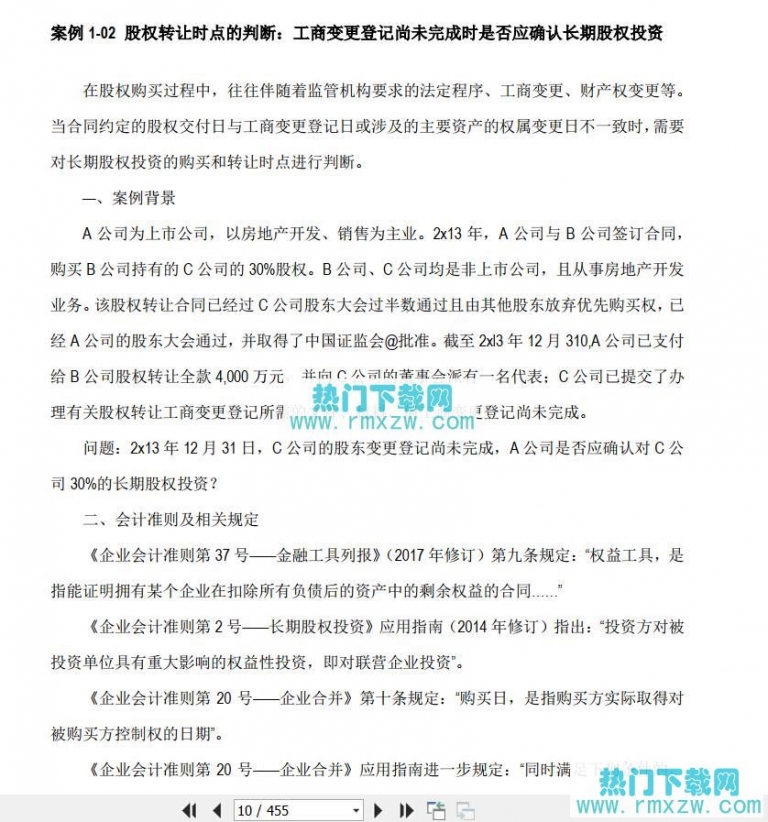 案例 1-02 股权转让时点的判断：工商变更登记尚未完成时是否应确认长期股权投资
在股权购买过程中，往往伴随着监管机构要求的法定程序、工商变更、财产权变更等。
当合同约定的股权交付日与工商变更登记日或涉及的主要资产的权属变更日不一致时，需要
对长期股权投资的购买和转让时点进行判断。
一、案例背景
A 公司为上市公司，以房地产开发、销售为主业。2x13 年，A 公司与 B 公司签订合同，
购买 B 公司持有的 C 公司的 30%股权。B 公司、C 公司均是非上市公司，且从事房地产开发
业务。该股权转让合同已经过 C 公司股东大会过半数通过且由其他股东放弃优先购买权，已
经 A 公司的股东大会通过，并取得了中国证监会@批准。截至 2xl3 年 12 月 310,A 公司已支付
给 B 公司股权转让全款 4,000 万元，并向 C 公司的董事会派有一名代表；C 公司已提交了办
理有关股权转让工商变更登记所需 更登记尚未完成。
热门下载网
www.rmxzw.com
问题：2x13 年 12 月 31 日，C 公司的股东变更登记尚未完成，A 公司是否应确认对 C 公
司 30%的长期股权投资？
二、会计准则及相关规定
《企业会计准则第 37 号——金融工具列报》（2017 年修订）第九条规定：“权益工具，是
指能证明拥有某个企业在扣除所有负债后的资产中的剩余权益的合同......”
《企业会计准则第 2 号——长期股权投资》应用指南（2014 年修订）指出：“投资方对被
投资单位具有重大影响的权益性投资，即对联营企业投资”。
《企业会计准则第 20 号——企业合并》第十条规定：“购买日，是指购买方实际取得对
被购买方控制权的日期”。
《企业会计准则第 20 号——企业合并》应用指南进一步规定：“同时满足
热门下载网
www.rmxzw.com
10 / 455